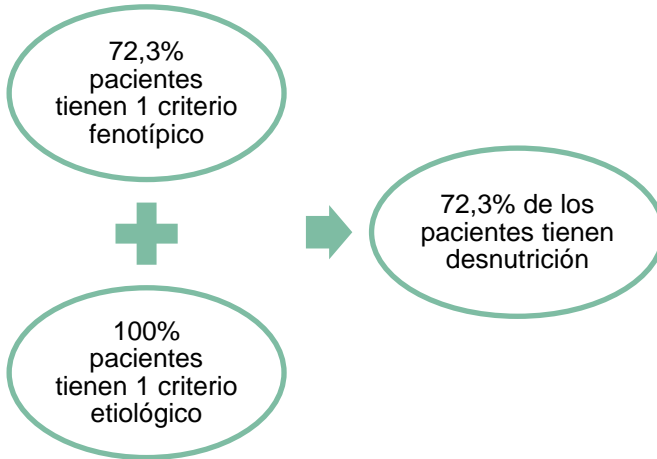 72,3%
pacientes
tienen 1 criterio
fenotípico
100%
pacientes
tienen 1 criterio
etiológico
72,3% de los
pacientes tienen
desnutrición